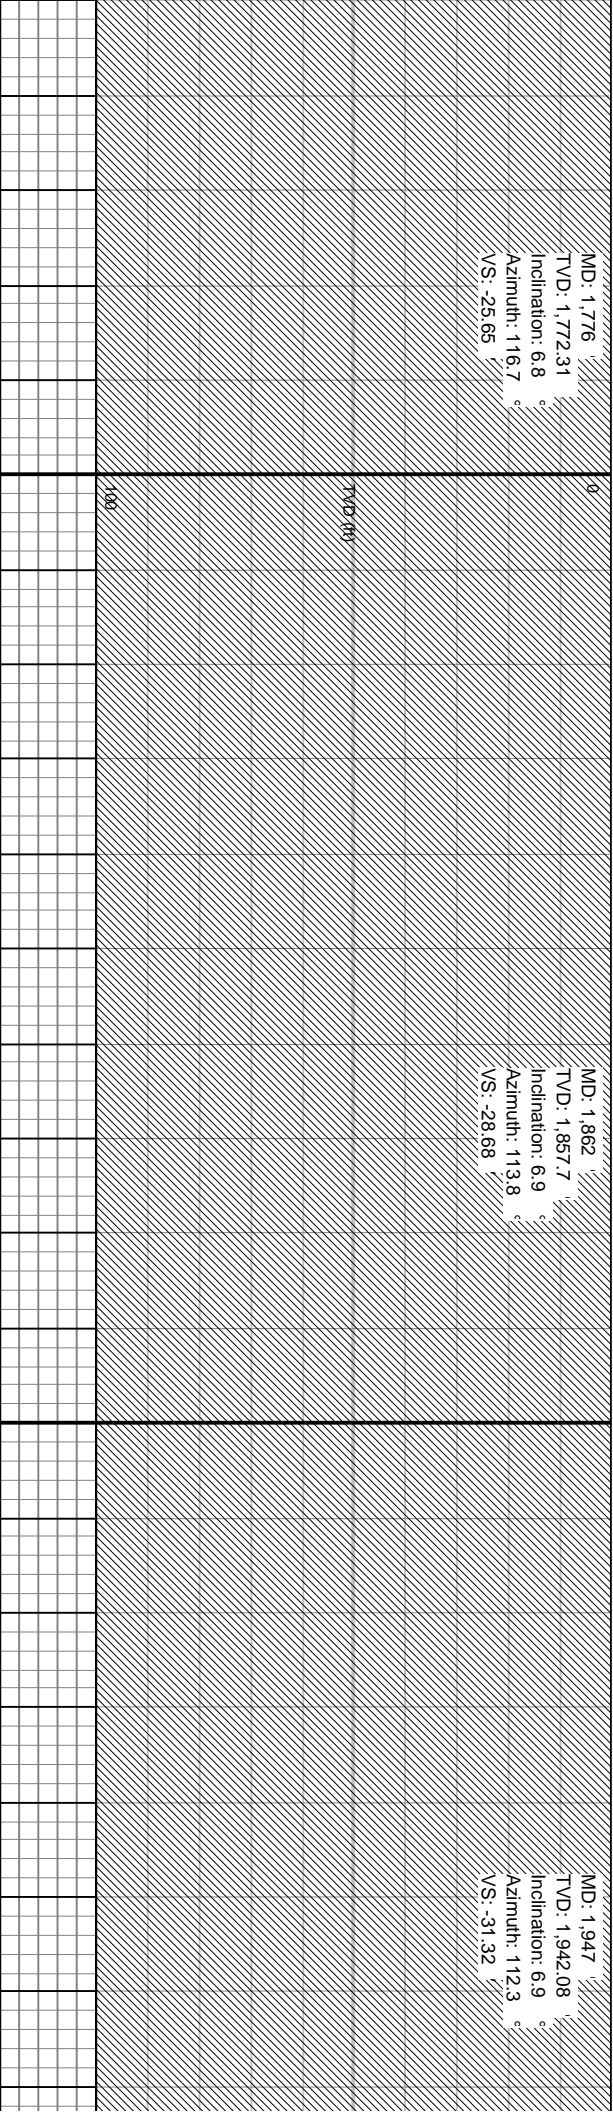 MD: 1,776 '
TVD: 1,772.31 '
Inclination: 6.8 °
Azimuth: 116.7 °
VS: -25.65 '
0
TVD (ft)
100
MD: 1,862 '
TVD: 1,857.7 '
Inclination: 6.9 °
Azimuth: 113.8 °
VS: -28.68 '
MD: 1,947 '
TVD: 1,942.08 '
Inclination: 6.9 °
Azimuth: 112.3 °
VS: -31.32 '